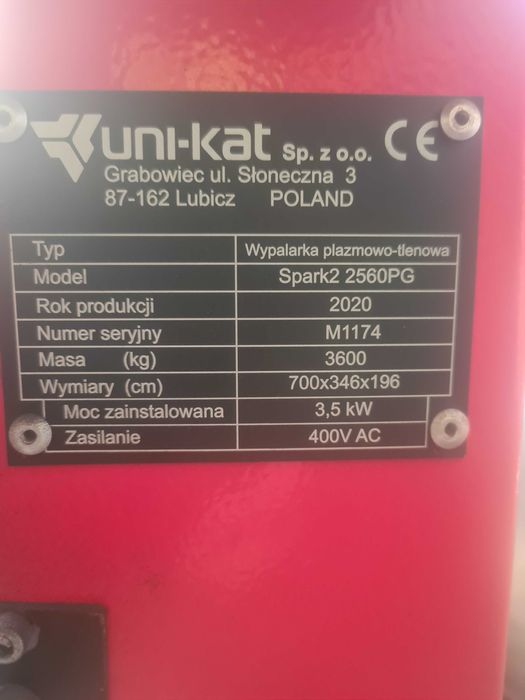 uni-kat Sp. z o.o. CE
Grabowiec ul. Słoneczna 3
87-162 Lubicz POLAND
Typ Wypalarka plazmowo-tlenowa
Model Spark2 2560PG
Rok produkcji 2020
Numer seryjny M1174
Masa (kg) 3600
Wymiary (cm) 700x346x196
Moc zainstalowana 3,5 kW
Zasilanie 400V AC